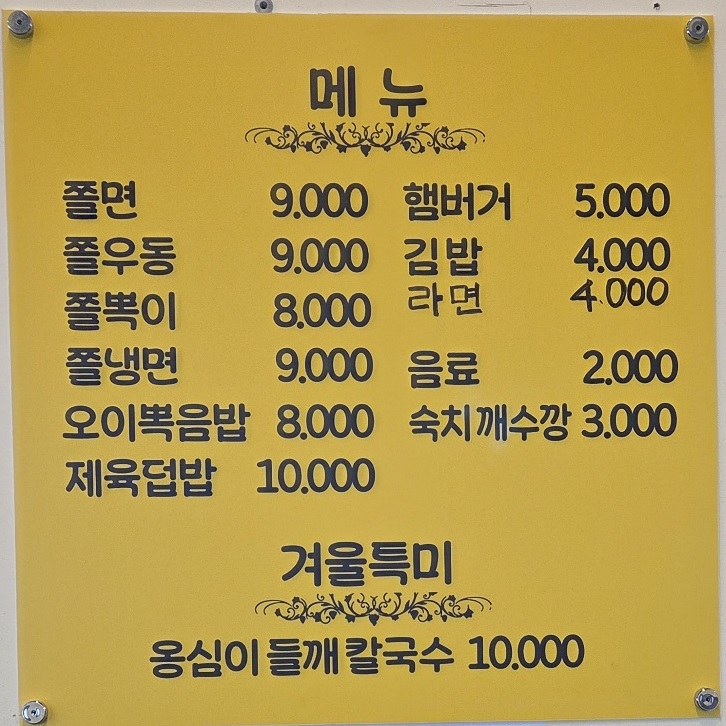 메뉴
쫄면 9.000
쫄우동 9.000
쫄뽁이 8.000
쫄냉면 9.000
오이뽁음밥 8.000
제육덥밥 10.000
햄버거 5.000
김밥 4.000
라면 4.000
음료 2.000
숙치깨수깡 3.000
겨울특미
옹심이들깨칼국수 10.000